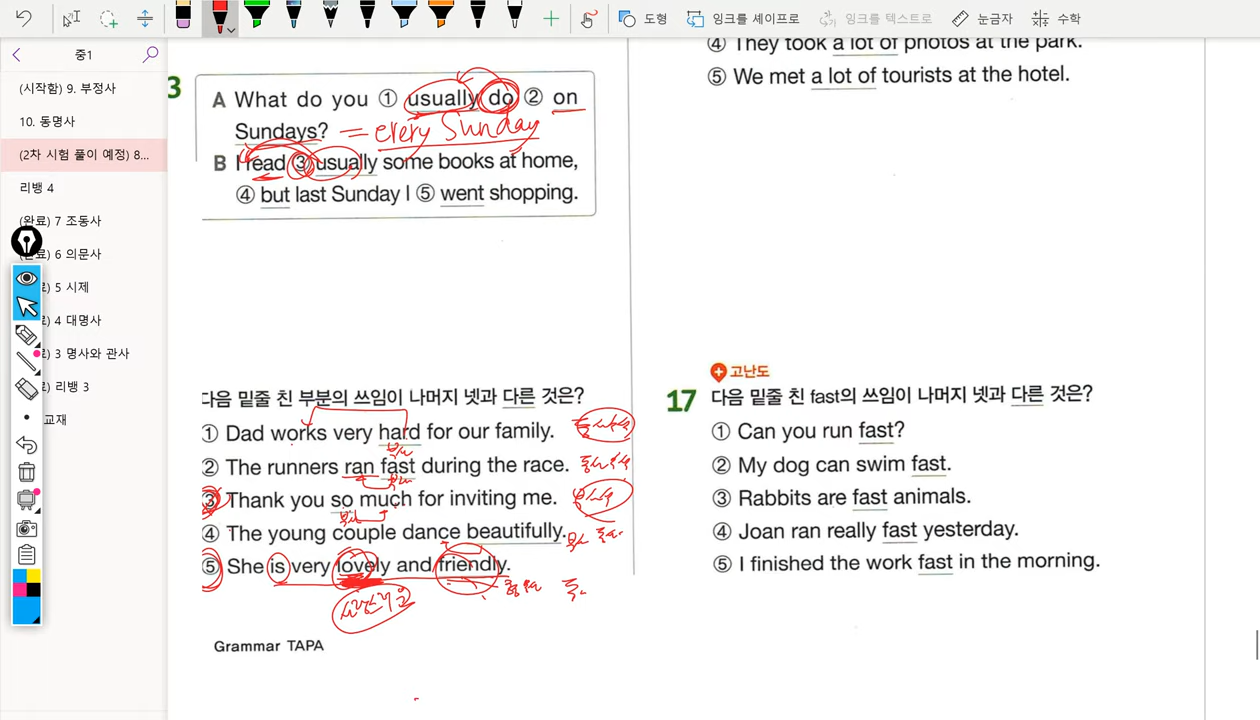 도형
잉크를 셰이프로
잉크를 텍스트로
눈금자
수학
중1
(시작함) 9. 부정사
10. 동명사
(2차 시험 풀이 예정) 8...
리뱅 4
(완료) 7 조동사
료) 6 의문사
료) 5 시제
료) 4 대명사
료) 3 명사와 관사
료) 리뱅 3
교재
3
A What do you ① usually do ② on
Sundays? = every Sunday
B I read ③ usually some books at home,
④ but last Sunday I ⑤ went shopping.
다음 밑줄 친 부분의 쓰임이 나머지 넷과 다른 것은?
① Dad works very hard for our family.
부사
② The runners ran fast during the race.
③ Thank you so much for inviting me.
④ The young couple dance beautifully.
⑤ She is very lovely and friendly.
Grammar TAPA
④ They took a lot of photos at the park.
⑤ We met a lot of tourists at the hotel.
고난도
17 다음 밑줄 친 fast의 쓰임이 나머지 넷과 다른 것은?
① Can you run fast?
② My dog can swim fast.
③ Rabbits are fast animals.
④ Joan ran really fast yesterday.
⑤ I finished the work fast in the morning.